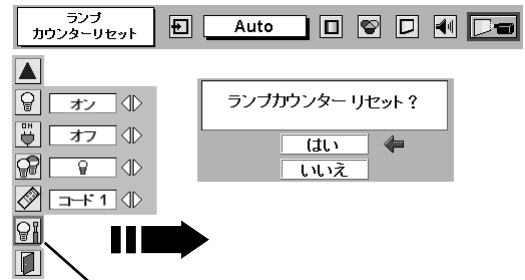 ランプ
カウンターリセット
Auto
ランプカウンター リセット？
はい
いいえ
オン
ON
オフ
コード 1